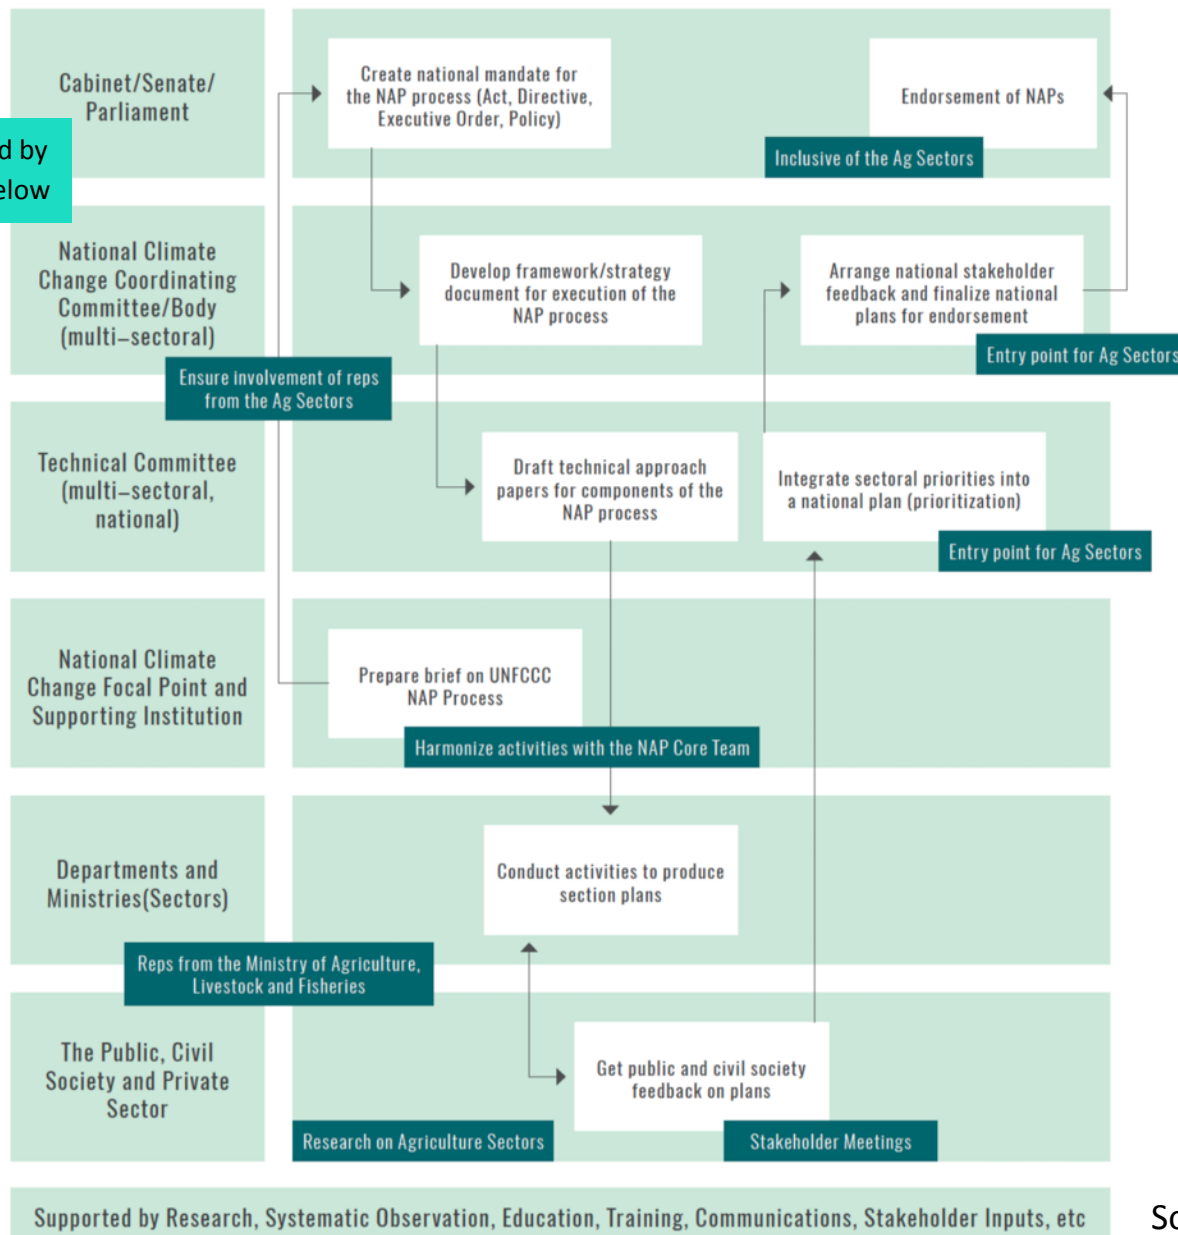 Cabinet/Senate/
Parliament
Create national mandate for
the NAP process (Act, Directive,
Executive Order, Policy)
Endorsement of NAPs
Inclusive of the Ag Sectors
d by
elow
National Climate
Change Coordinating
Committee/Body
(multi–sectoral)
Develop framework/strategy
document for execution of the
NAP process
Arrange national stakeholder
feedback and finalize national
plans for endorsement
Entry point for Ag Sectors
Ensure involvement of reps
from the Ag Sectors
Technical Committee
(multi–sectoral,
national)
Draft technical approach
papers for components of the
NAP process
Integrate sectoral priorities into
a national plan (prioritization)
Entry point for Ag Sectors
National Climate
Change Focal Point and
Supporting Institution
Prepare brief on UNFCCC
NAP Process
Harmonize activities with the NAP Core Team
Departments and
Ministries(Sectors)
Conduct activities to produce
section plans
Reps from the Ministry of Agriculture,
Livestock and Fisheries
The Public, Civil
Society and Private
Sector
Get public and civil society
feedback on plans
Research on Agriculture Sectors
Stakeholder Meetings
Supported by Research, Systematic Observation, Education, Training, Communications, Stakeholder Inputs, etc
So